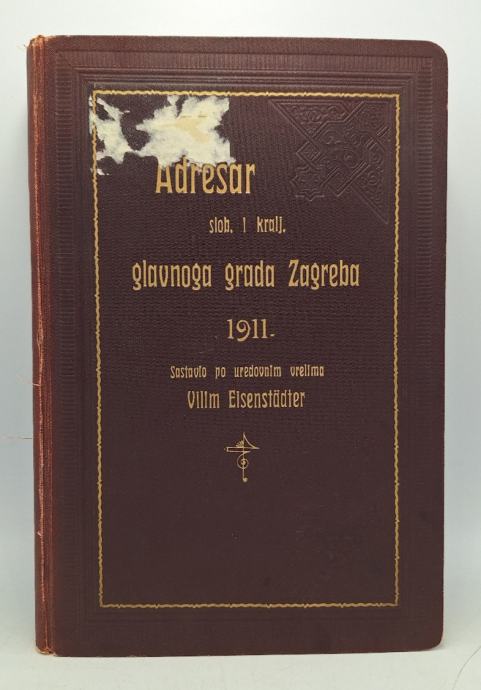 Adresar
slob. i kralj.
glavnoga grada Zagreba
1911.
Sastavio po uredovnim vrelima
Vilim Eisenstädter